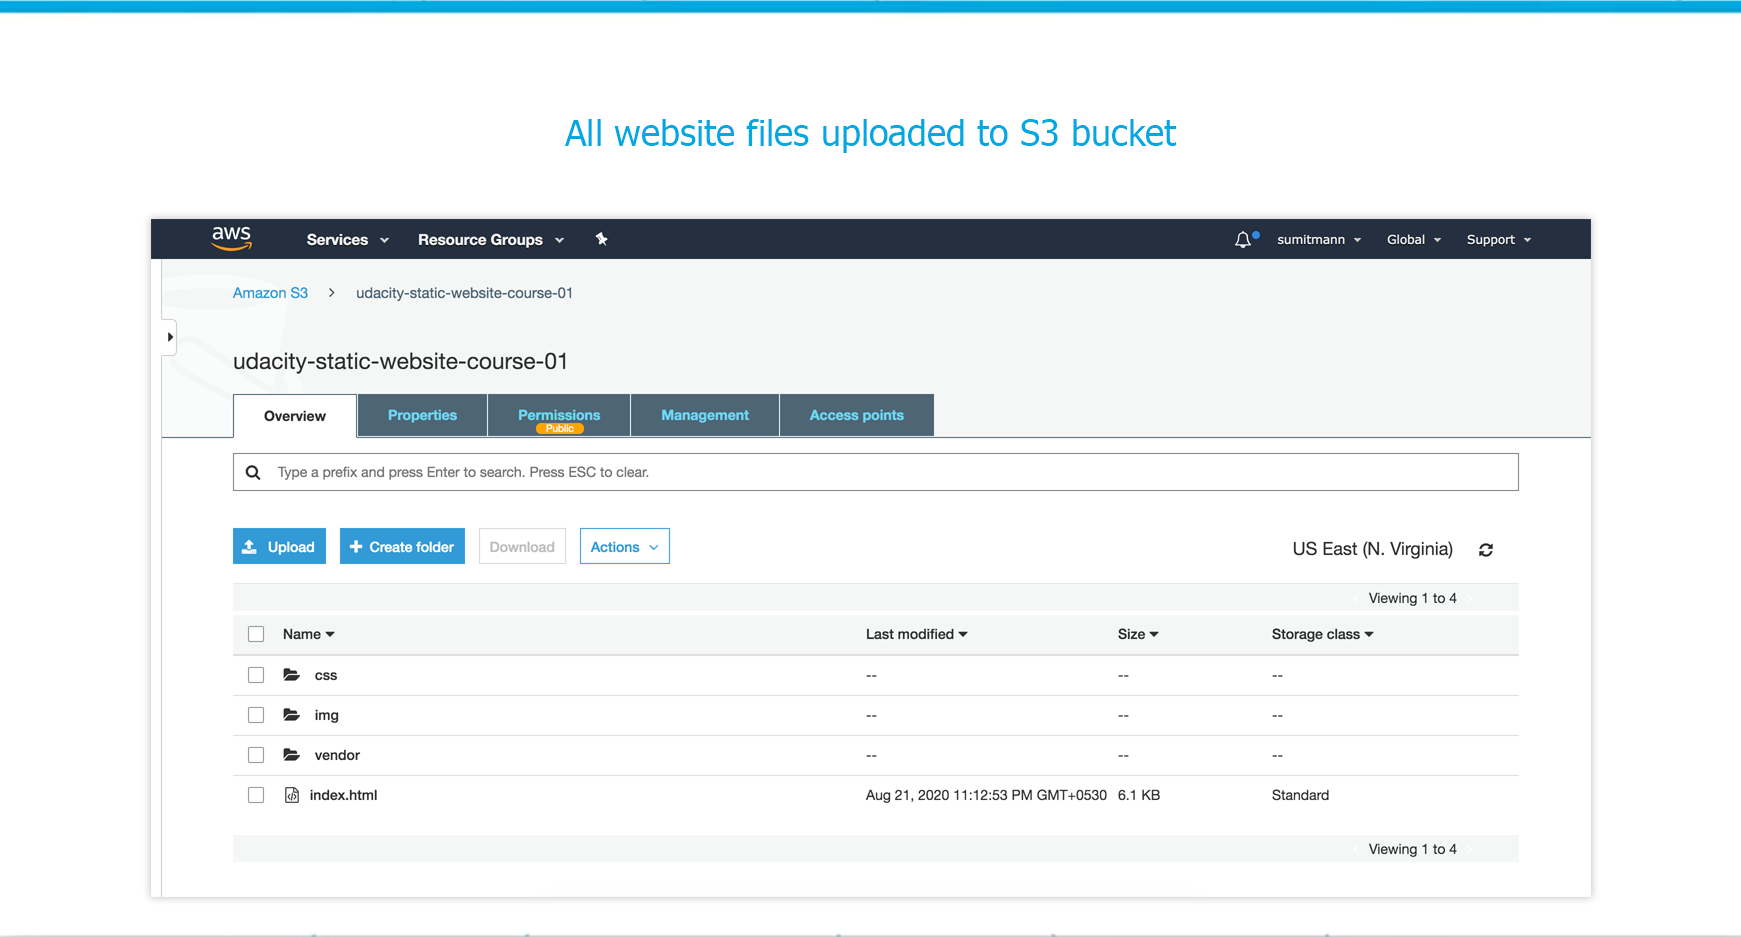 All website files uploaded to S3 bucket
aws Services Resource Groups sumitmann Global Support
Amazon S3 > udacity-static-website-course-01
udacity-static-website-course-01
Overview Properties Permissions Management Access points
Public
Type a prefix and press Enter to search. Press ESC to clear.
Upload Create folder Download Actions US East (N. Virginia)
Viewing 1 to 4
Name Last modified Size Storage class
css -- -- --
img -- -- --
vendor -- -- --
index.html Aug 21, 2020 11:12:53 PM GMT+0530 6.1 KB Standard
Viewing 1 to 4